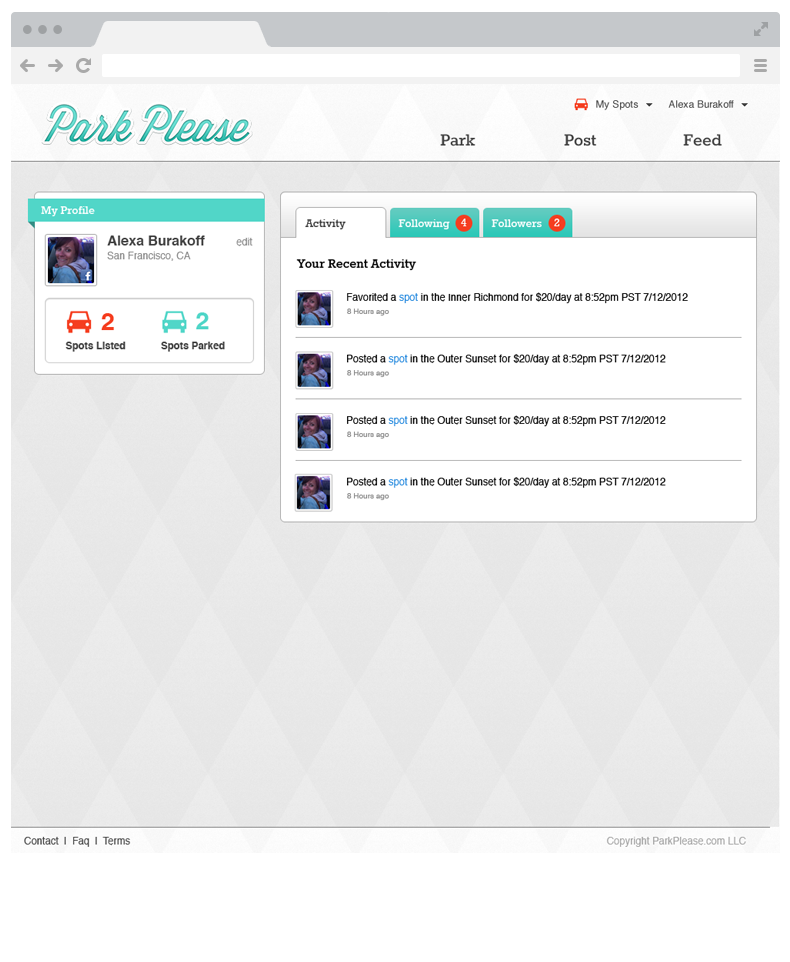 My Spots Alexa Burakoff
Park Please
Park Post Feed
My Profile
Alexa Burakoff edit
San Francisco, CA
f
2 2
Spots Listed Spots Parked
Activity Following 4 Followers 2
Your Recent Activity
Favorited a spot in the Inner Richmond for $20/day at 8:52pm PST 7/12/2012
8 Hours ago
Posted a spot in the Outer Sunset for $20/day at 8:52pm PST 7/12/2012
8 Hours ago
Posted a spot in the Outer Sunset for $20/day at 8:52pm PST 7/12/2012
8 Hours ago
Posted a spot in the Outer Sunset for $20/day at 8:52pm PST 7/12/2012
8 Hours ago
Contact | Faq | Terms Copyright ParkPlease.com LLC